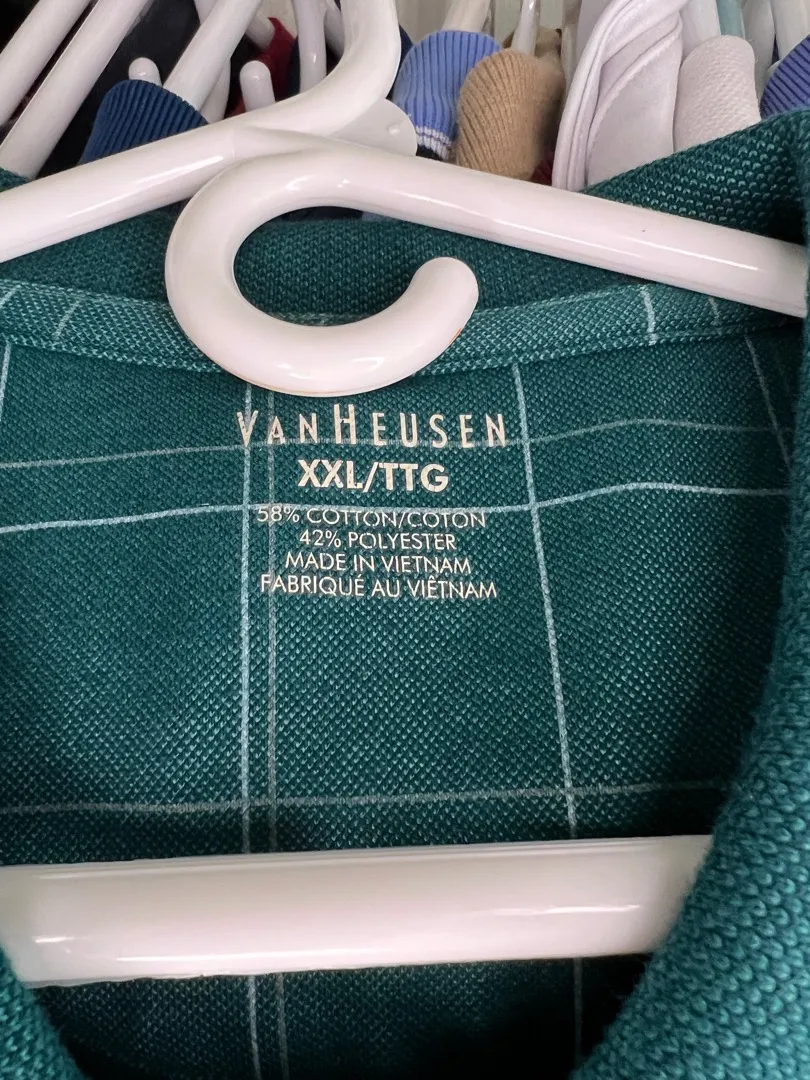 VANHEUSEN
XXL/TTG
58% COTTON/COTON
42% POLYESTER
MADE IN VIETNAM
FABRIQUÉ AU VIÊTNAM